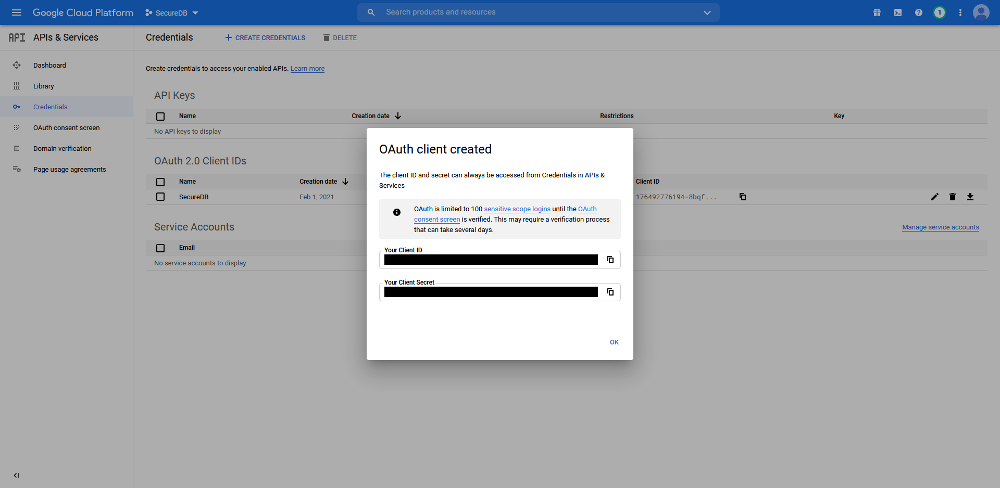 Google Cloud Platform
SecureDB
Search products and resources
1
API
APIs & Services
Credentials
CREATE CREDENTIALS
DELETE
Dashboard
Library
Credentials
OAuth consent screen
Domain verification
Page usage agreements
Create credentials to access your enabled APIs. Learn more
API Keys
Name
Creation date
Restrictions
Key
No API keys to display
OAuth 2.0 Client IDs
Name
Creation date
Client ID
SecureDB
Feb 1, 2021
176492776194-8bqf...
Service Accounts
Manage service accounts
Email
No service accounts to display
OAuth client created
The client ID and secret can always be accessed from Credentials in APIs &
Services
OAuth is limited to 100 sensitive scope logins until the OAuth
consent screen is verified. This may require a verification process
that can take several days.
Your Client ID
Your Client Secret
OK